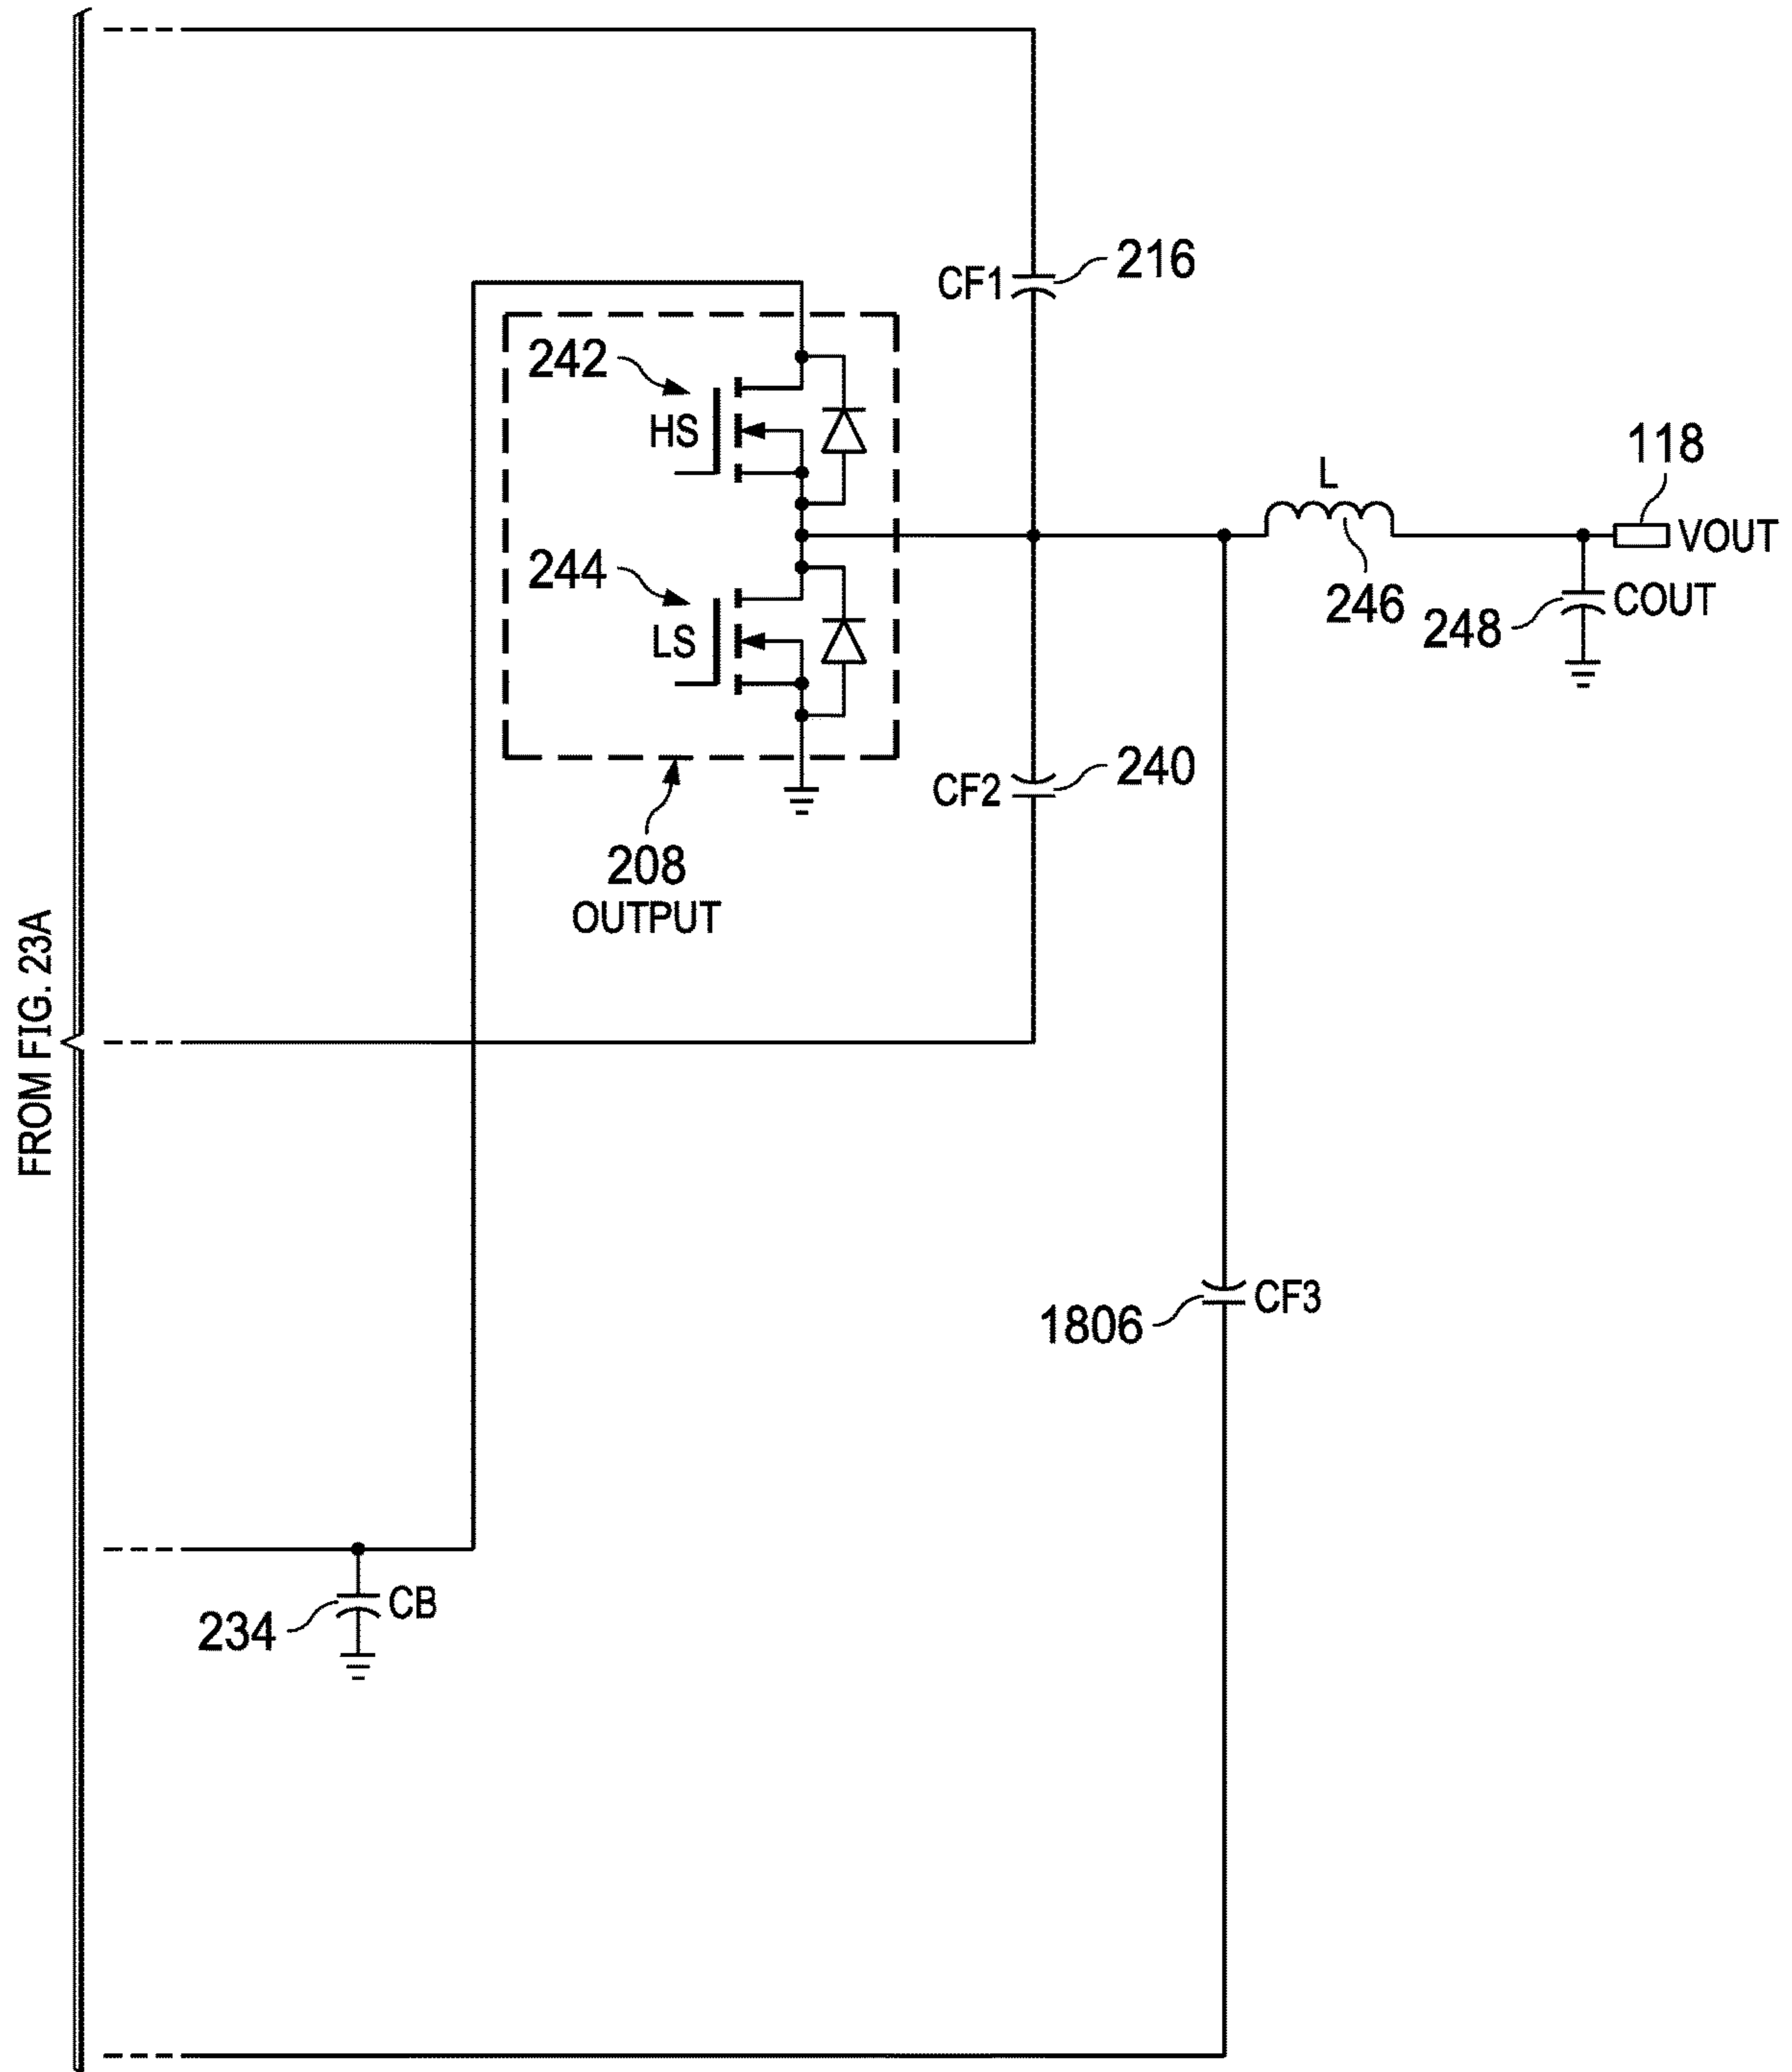 CF1
216
242
HS
118
L
VOUT
244
LS
246
COUT
248
CF2
240
208
OUTPUT
FROM FIG. 23A
CF3
1806
CB
234